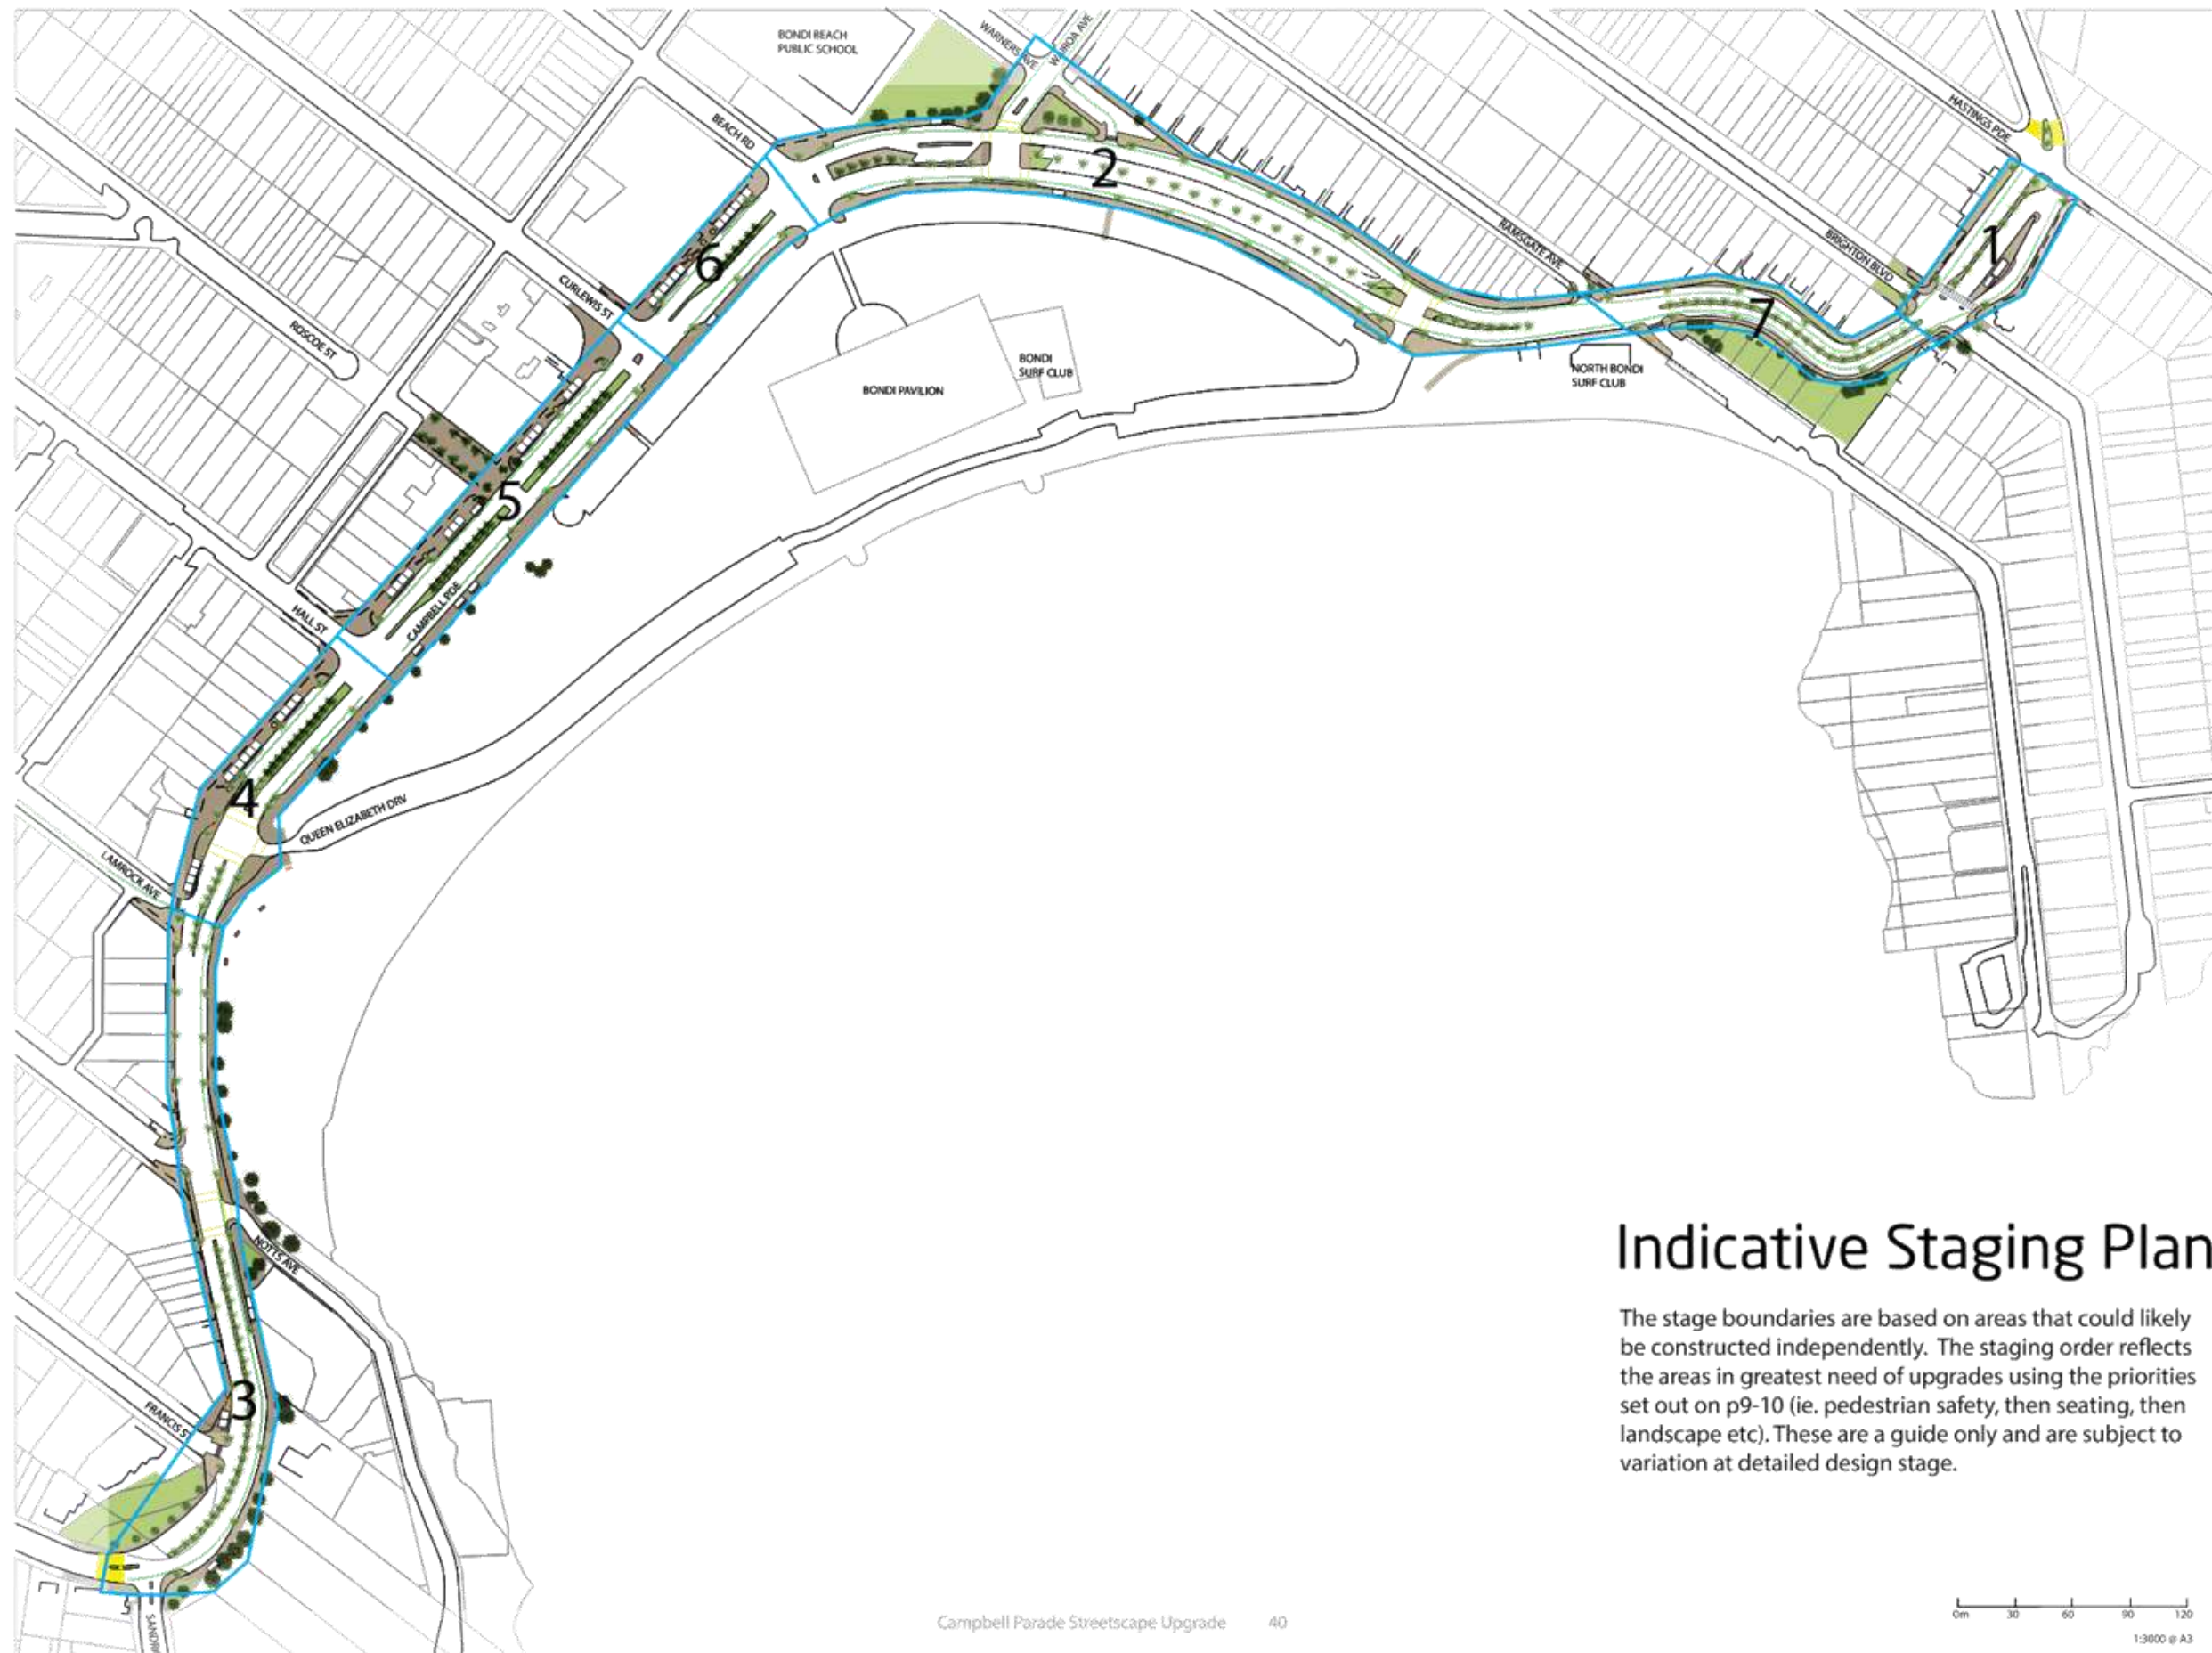 BONDI BEACH
PUBLIC SCHOOL
WARNERS AVE
HASTINGS PDE
BEACH RD
2
1
RAMSGATE AVE
BRIGHTON BLVD
6
7
CURLEWIS ST
ROSCOE ST
BONDI
SURF CLUB
BONDI PAVILION
NORTH BONDI
SURF CLUB
5
CAMPBELL PDE
HALL ST
4
QUEEN ELIZABETH DRV
LAMROCK AVE
NOTTS AVE
3
FRANCIS S
Indicative Staging Plan
The stage boundaries are based on areas that could likely
be constructed independently. The staging order reflects
the areas in greatest need of upgrades using the priorities
set out on p9-10 (ie. pedestrian safety, then seating, then
landscape etc). These are a guide only and are subject to
variation at detailed design stage.
Campbell Parade Streetscape Upgrade 40
0m 30 60 90 120
1:3000 @ A3